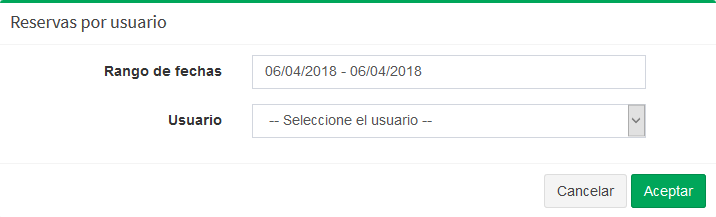 Reservas por usuario
Rango de fechas 06/04/2018 - 06/04/2018
Usuario -- Seleccione el usuario --
Cancelar Aceptar